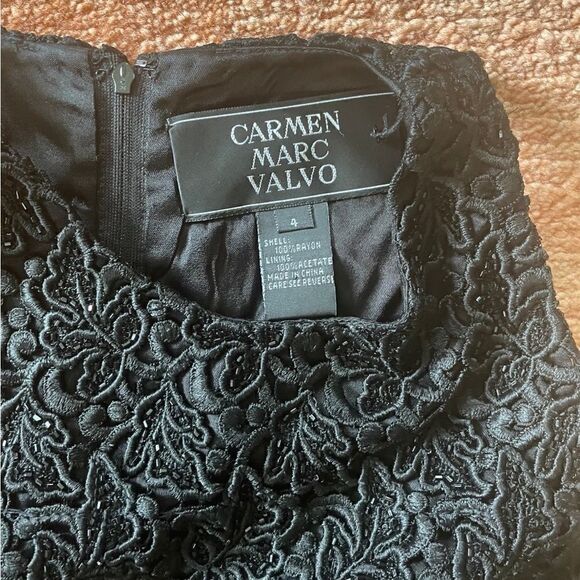 CARMEN
MARC
VALVO
4
SHELL:
100% RAYON
LINING:
100% ACETATE
MADE IN CHINA
CARE SEE REVERSE